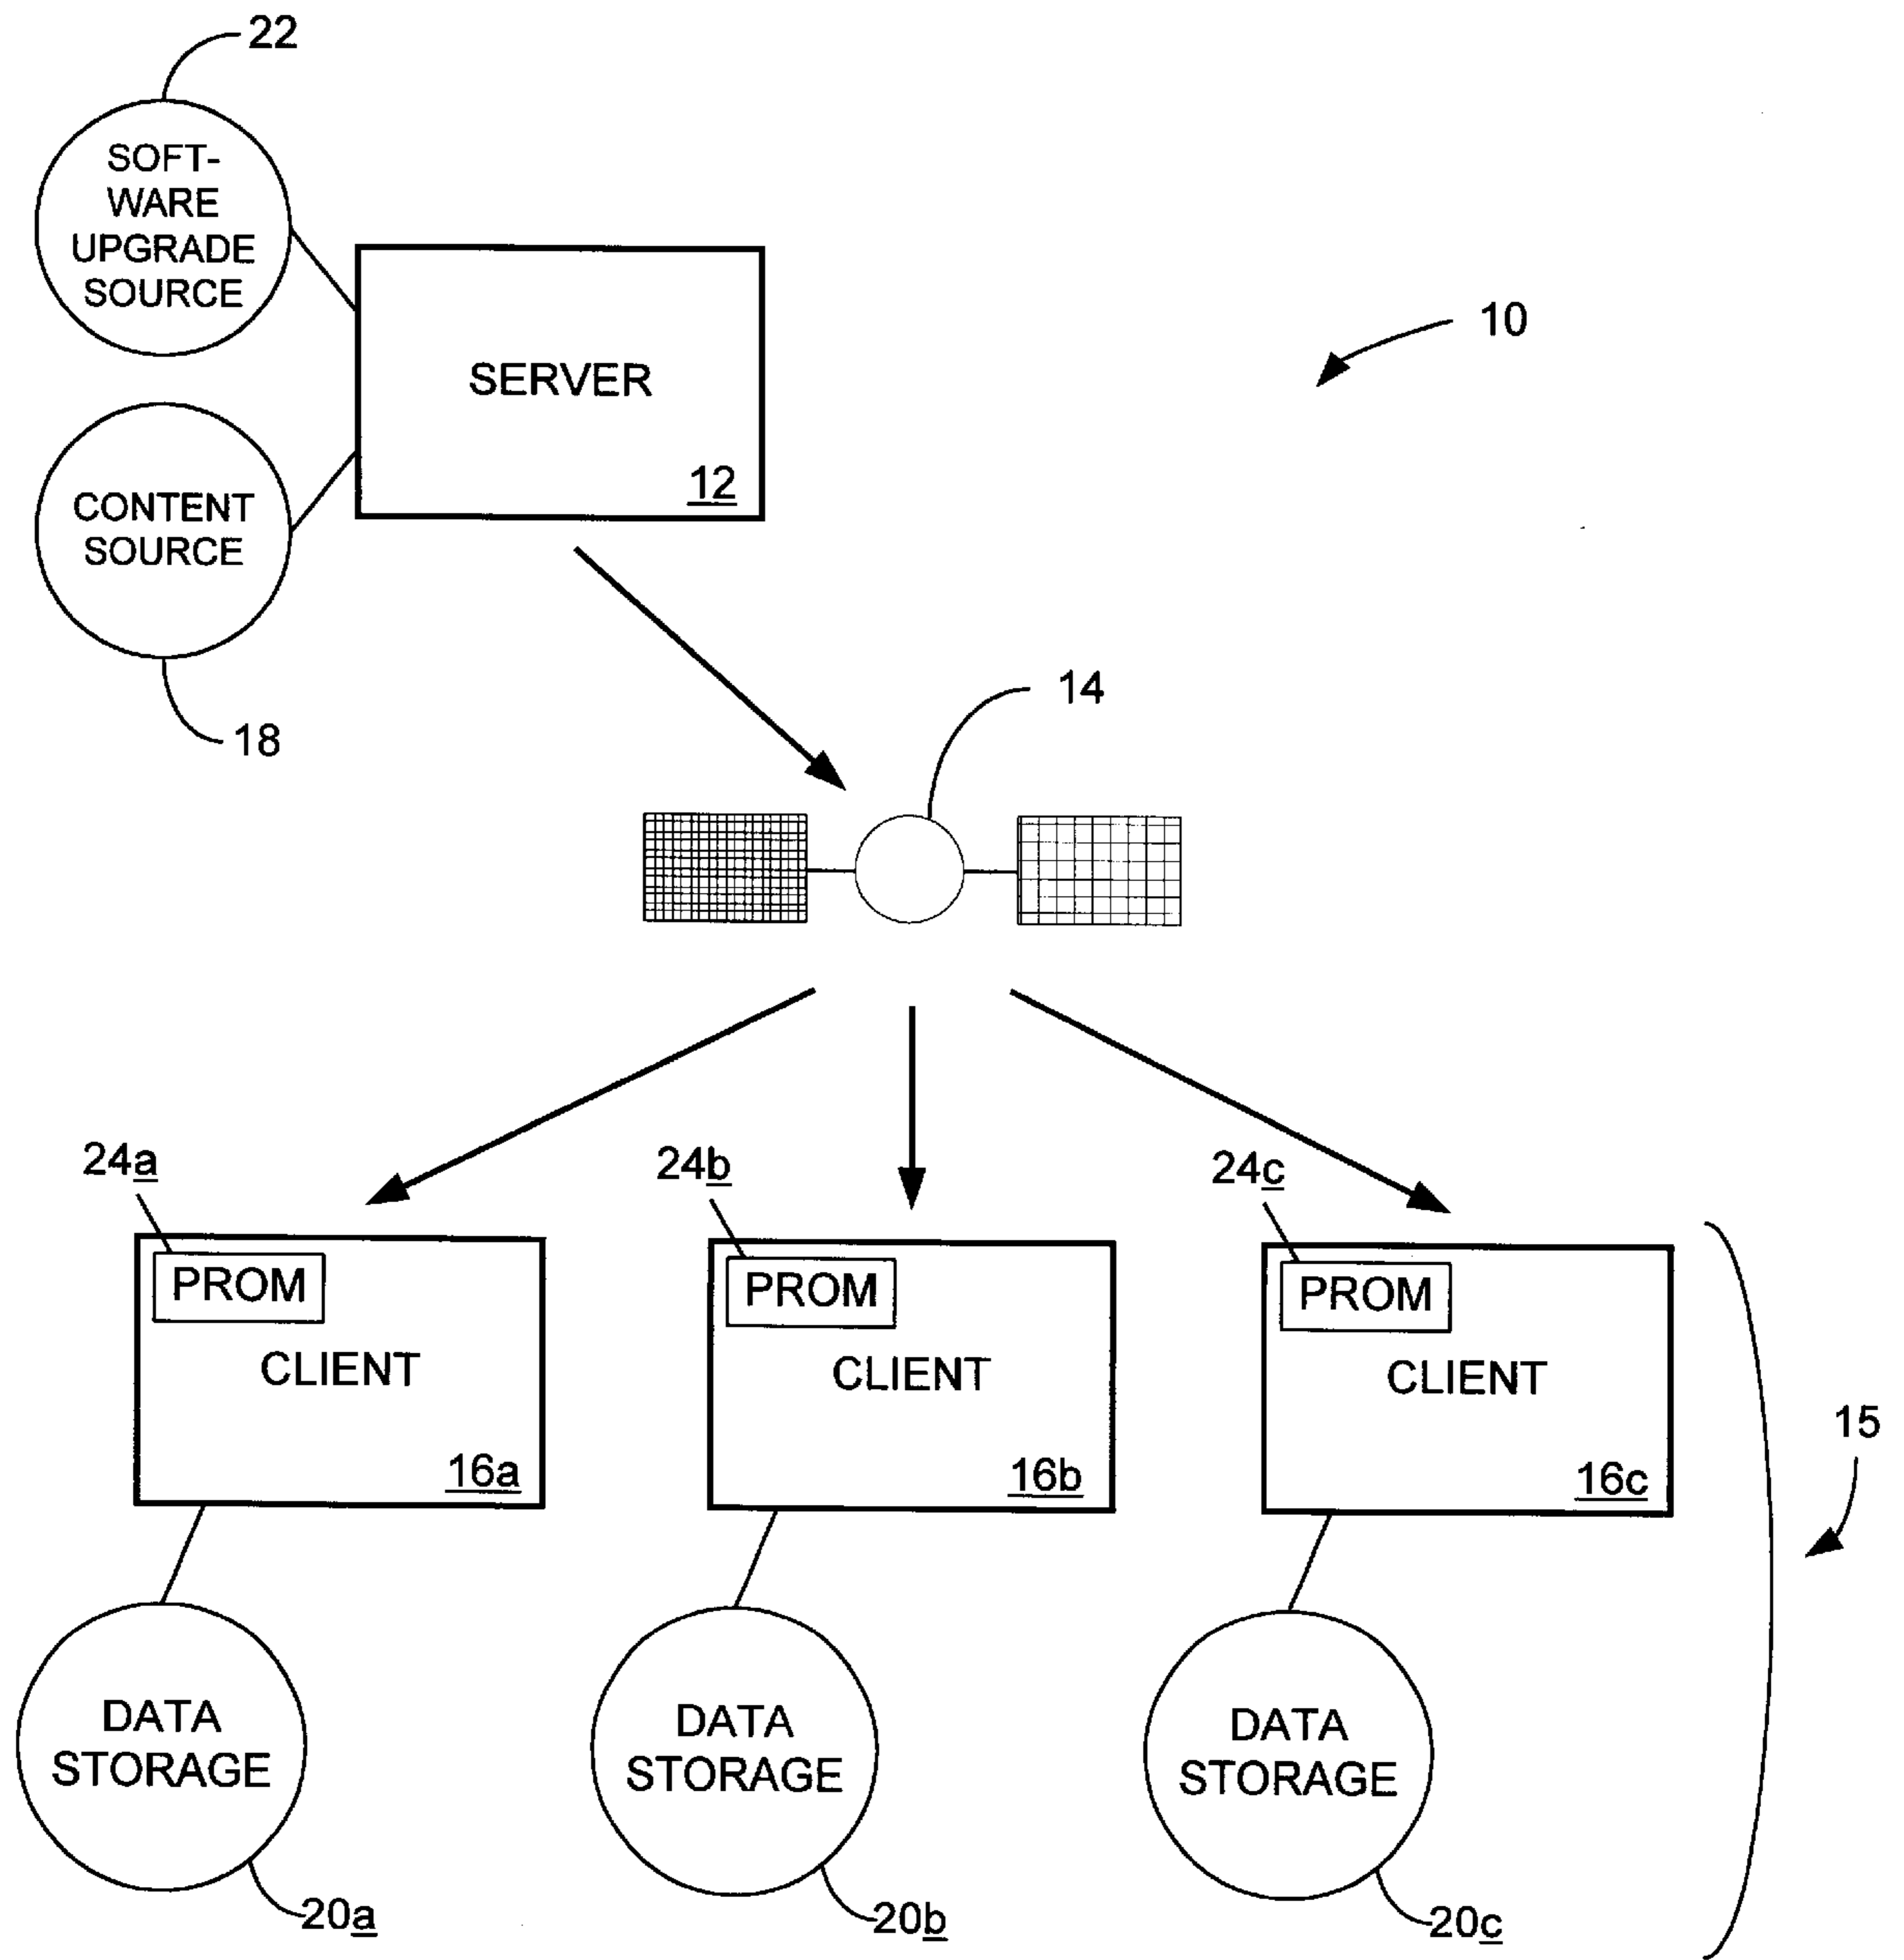 22
SOFT-
WARE
UPGRADE
SOURCE
SERVER
12
10
CONTENT
SOURCE
18
14
24a
24b
24c
PROM
CLIENT
16a
PROM
CLIENT
16b
PROM
CLIENT
16c
15
DATA
STORAGE
20a
DATA
STORAGE
20b
DATA
STORAGE
20c